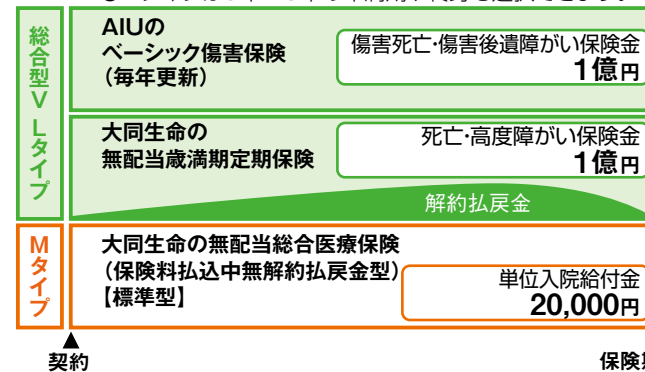 総合型V Lタイプ
AIUの
ベーシック傷害保険
（毎年更新）
傷害死亡・傷害後遺障がい保険金
1億円
大同生命の
無配当歳満期定期保険
死亡・高度障がい保険金
1億円
解約払戻金
Mタイプ
大同生命の無配当総合医療保険
（保険料払込中無解約払戻金型）
【標準型】
単位入院給付金
20,000円
▲
契約
保険